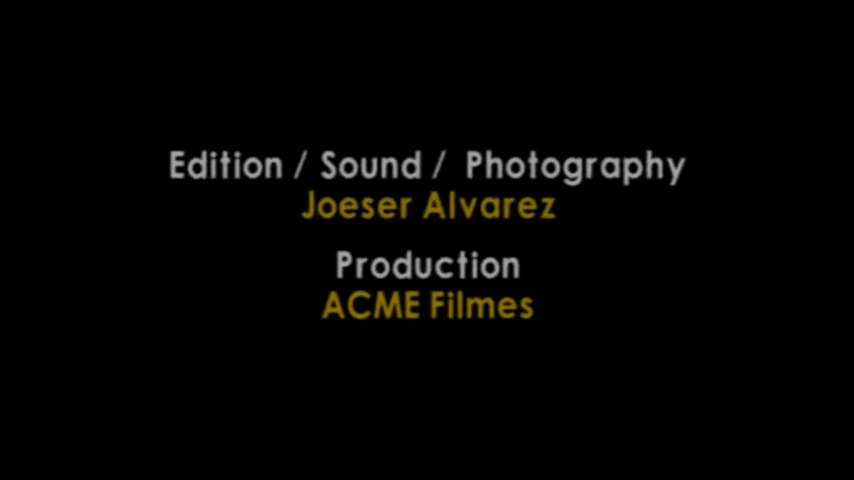 Edition / Sound / Photography
Joeser Alvarez
Production
ACME Filmes